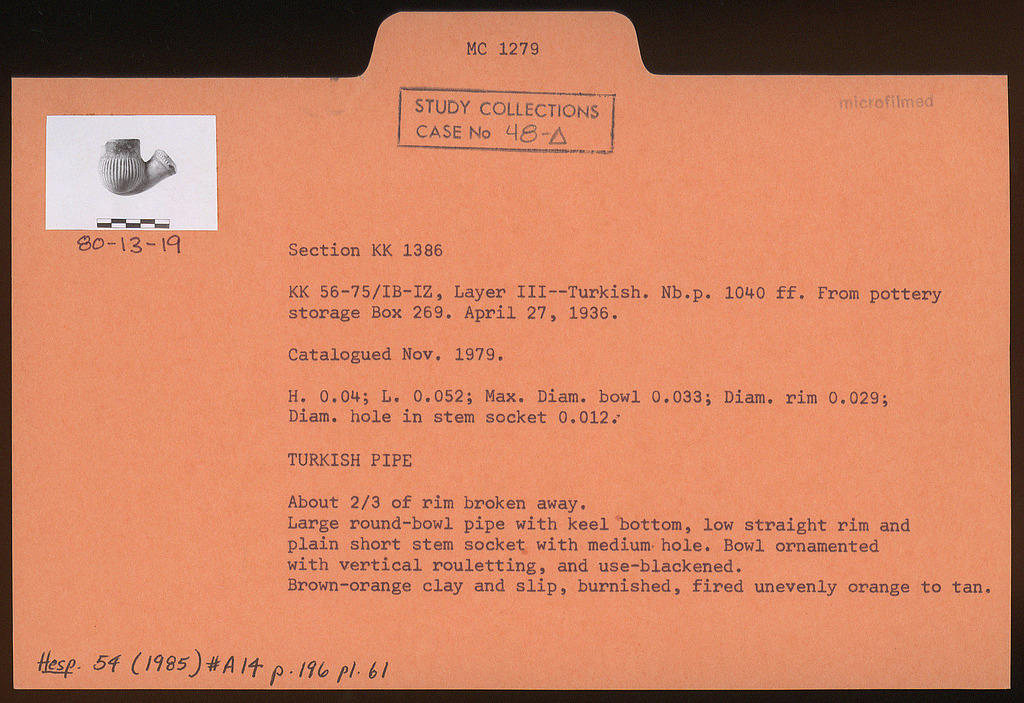 MC 1279
microfilmed
STUDY COLLECTIONS
CASE No 48-Δ
80-13-19
Section KK 1386
KK 56-75/IB-IZ, Layer III--Turkish. Nb.p. 1040 ff. From pottery
storage Box 269. April 27, 1936.
Catalogued Nov. 1979.
H. 0.04; L. 0.052; Max. Diam. bowl 0.033; Diam. rim 0.029;
Diam. hole in stem socket 0.012.
TURKISH PIPE
About 2/3 of rim broken away.
Large round-bowl pipe with keel bottom, low straight rim and
plain short stem socket with medium hole. Bowl ornamented
with vertical rouletting, and use-blackened.
Brown-orange clay and slip, burnished, fired unevenly orange to tan.
Hesp. 54 (1985) #A14 p. 196 pl. 61